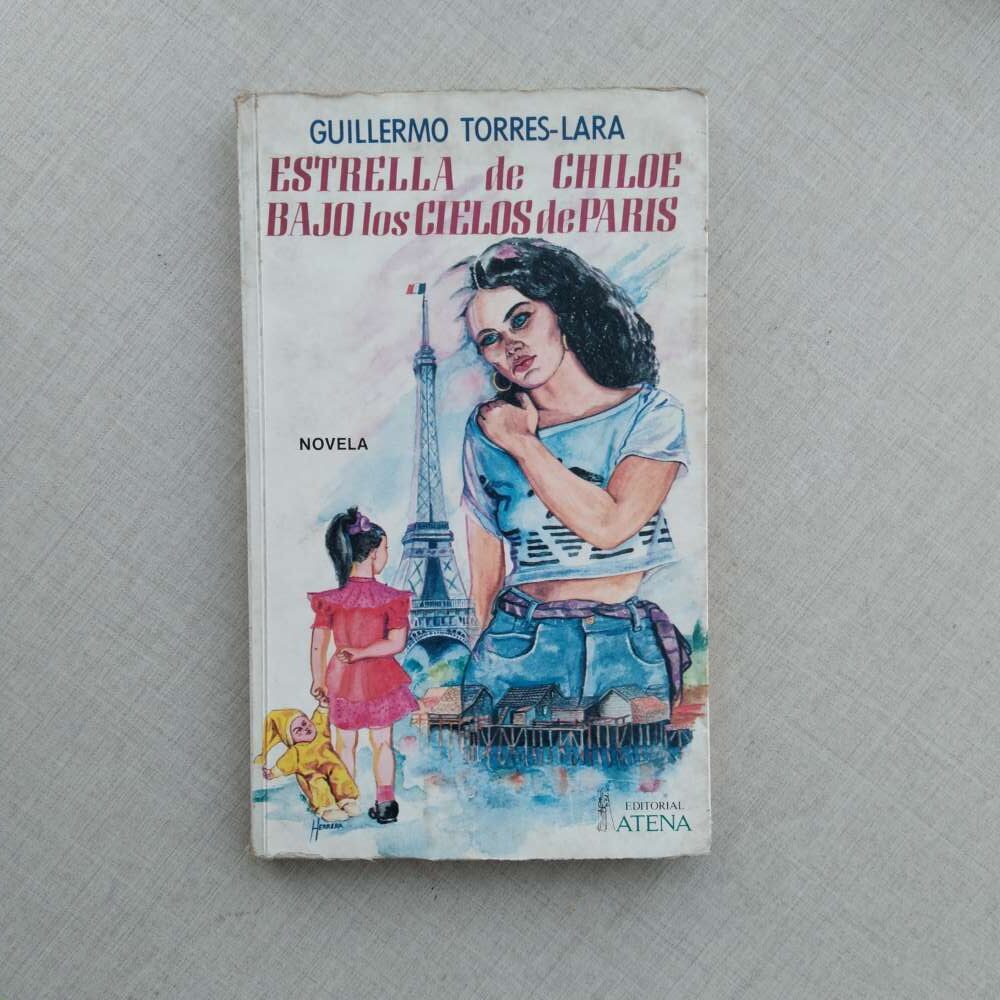 GUILLERMO TORRES-LARA
ESTRELLA de CHILOE
BAJO los CIELOS de PARIS
NOVELA
HERRERA
EDITORIAL
ATENA